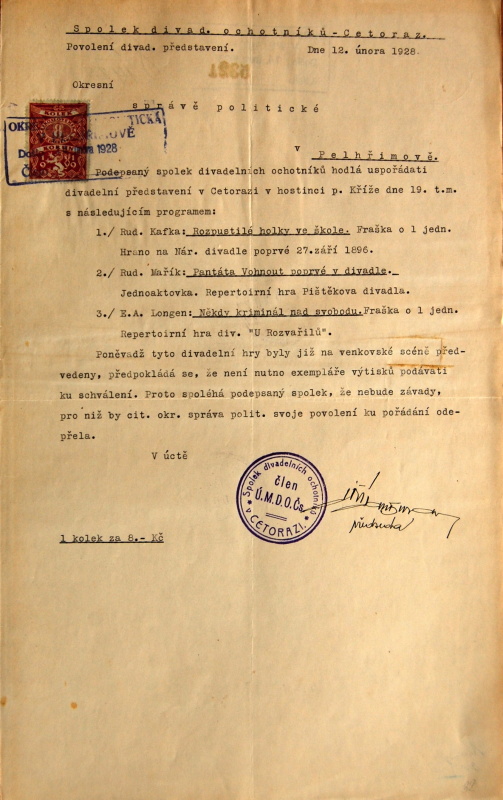 Spolek divad. ochotníků-Cetoraz.
Povolení divad. představení. Dne 12. února 1928.
Okresní
správě politické
v Pelhřimově.
Podepsaný spolek divadelních ochotníků hodlá uspořádati
divadelní představení v Cetorazi v hostinci p. Kříže dne 19. t.m.
s následujícím programem:
1./ Rud. Kafka: Rozpustilé holky ve škole. Fraška o 1 jedn.
Hrano na Nár. divadle poprvé 27.září 1896.
2./ Rud. Mařík: Pantáta Vohnout poprvé v divadle.
Jednoaktovka. Repertoirní hra Pištěkova divadla.
3./ E.A. Longen: Někdy kriminál nad svobodu. Fraška o 1 jedn.
Repertoirní hra div. "U Rozvařilů".
Poněvadž tyto divadelní hry byly již na venkovské scéně před-
vedeny, předpokládá se, že není nutno exempláře výtisků podávati
ku schválení. Proto spoléhá podepsaný spolek, že nebude závady,
pro niž by cit. okr. správa polit. svoje povolení ku pořádání ode-
přela.
V úctě
Spolek divadelních ochotníků
člen
Ú.M.D.O.Čs.
v CETORAZI.
předseda
1 kolek za 8.- Kč
KOLEK
1928